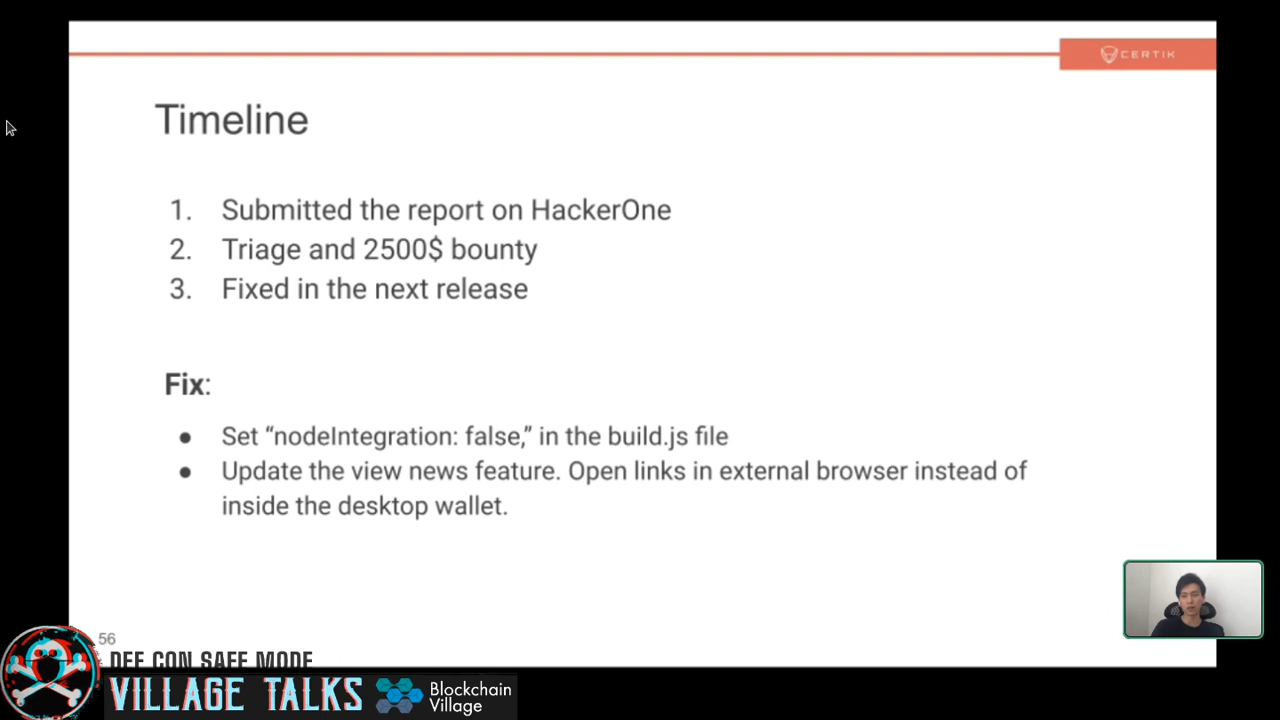 CERTIK
Timeline
1. Submitted the report on HackerOne
2. Triage and 2500$ bounty
3. Fixed in the next release
Fix:
● Set “nodeIntegration: false,” in the build.js file
● Update the view news feature. Open links in external browser instead of
inside the desktop wallet.
56
DEF CON SAFE MODE
VILLAGE TALKS
Blockchain
Village